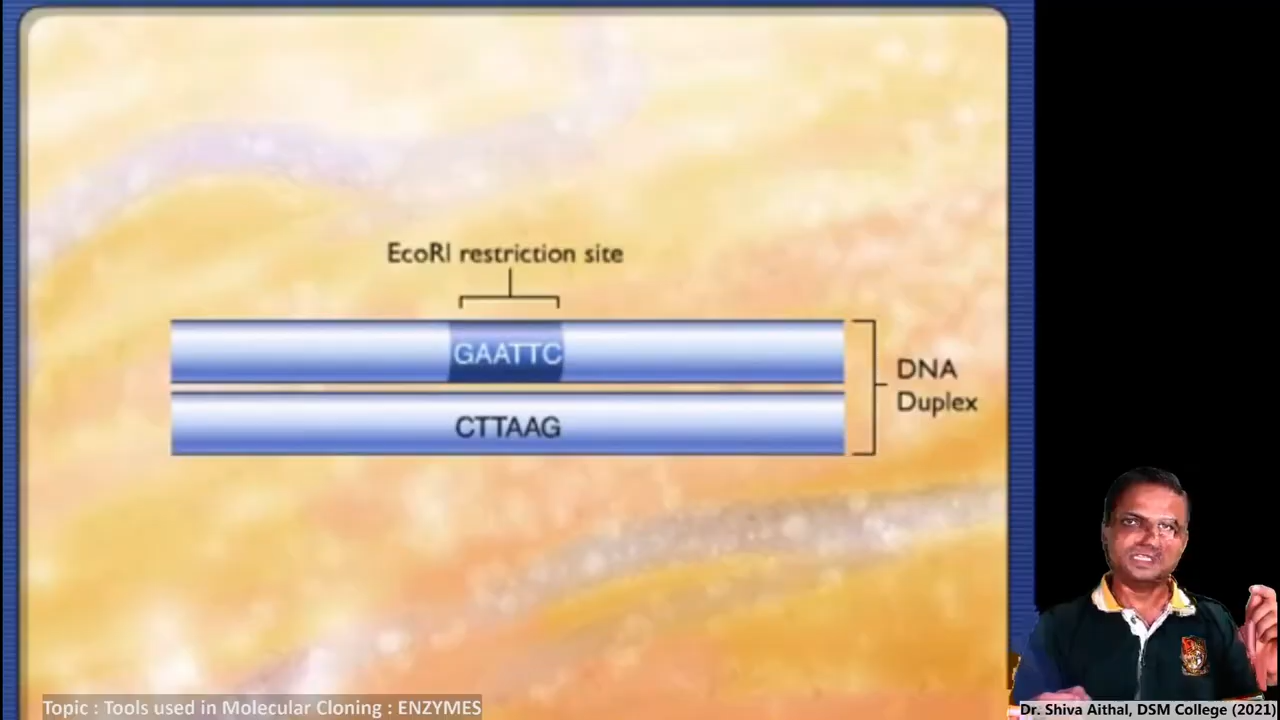 EcoRI restriction site
GAATTC
CTTAAG
DNA
Duplex
Topic : Tools used in Molecular Cloning : ENZYMES
Dr. Shiva Aithal, DSM College (2021)